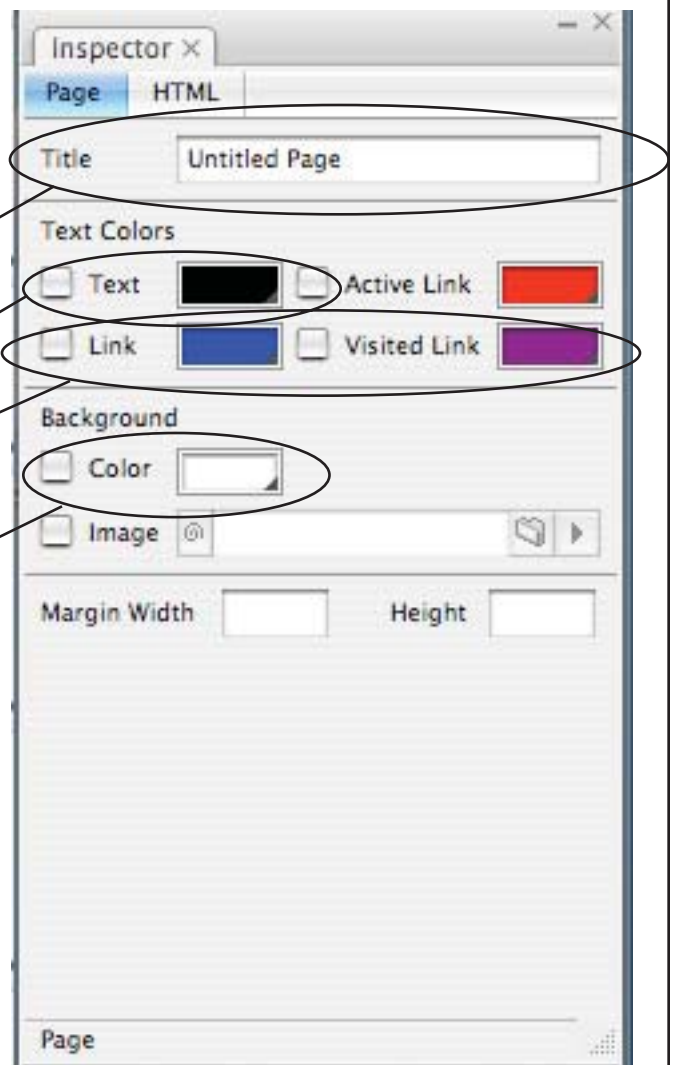 Inspector ×
Page HTML
Title Untitled Page
Text Colors
Text Active Link
Link Visited Link
Background
Color
Image
Margin Width Height
Page